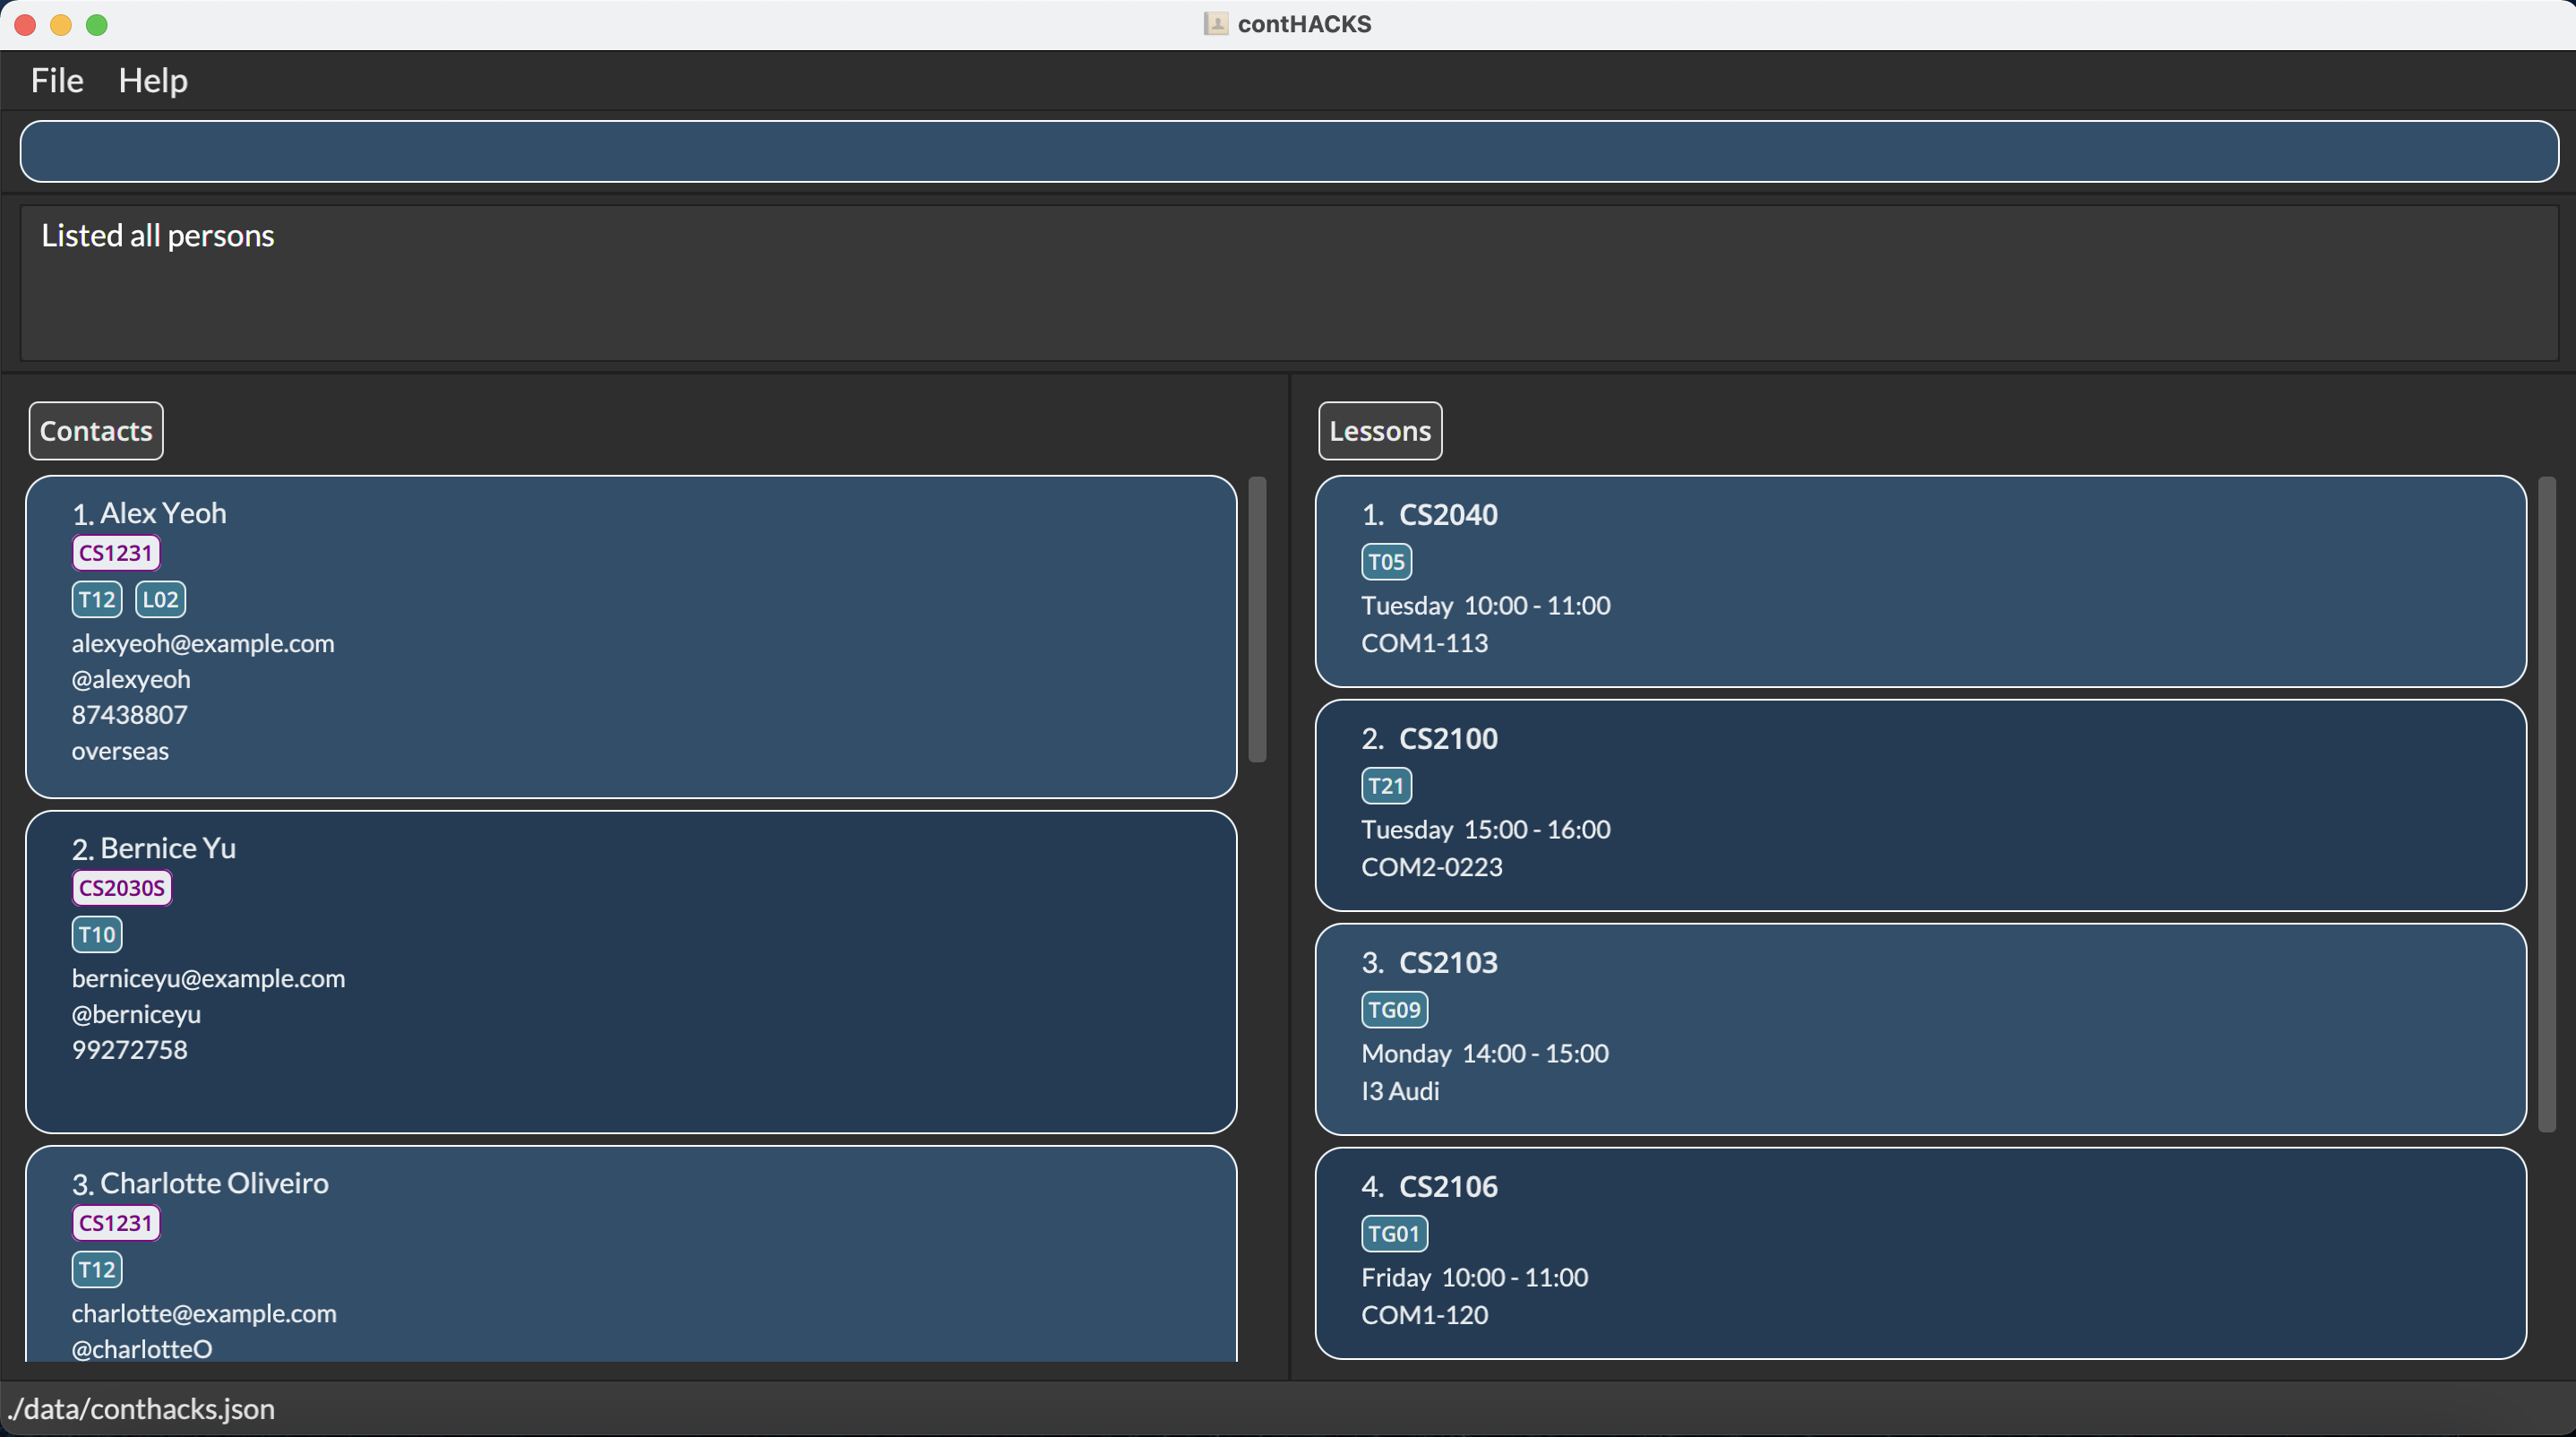 contHACKS
File Help
Listed all persons
Contacts
1. Alex Yeoh
CS1231
T12 L02
alexyeoh@example.com
@alexyeoh
87438807
overseas
2. Bernice Yu
CS2030S
T10
berniceyu@example.com
@berniceyu
99272758
3. Charlotte Oliveiro
CS1231
T12
charlotte@example.com
@charlotteO
Lessons
1. CS2040
T05
Tuesday 10:00 - 11:00
COM1-113
2. CS2100
T21
Tuesday 15:00 - 16:00
COM2-0223
3. CS2103
TG09
Monday 14:00 - 15:00
I3 Audi
4. CS2106
TG01
Friday 10:00 - 11:00
COM1-120
./data/conthacks.json